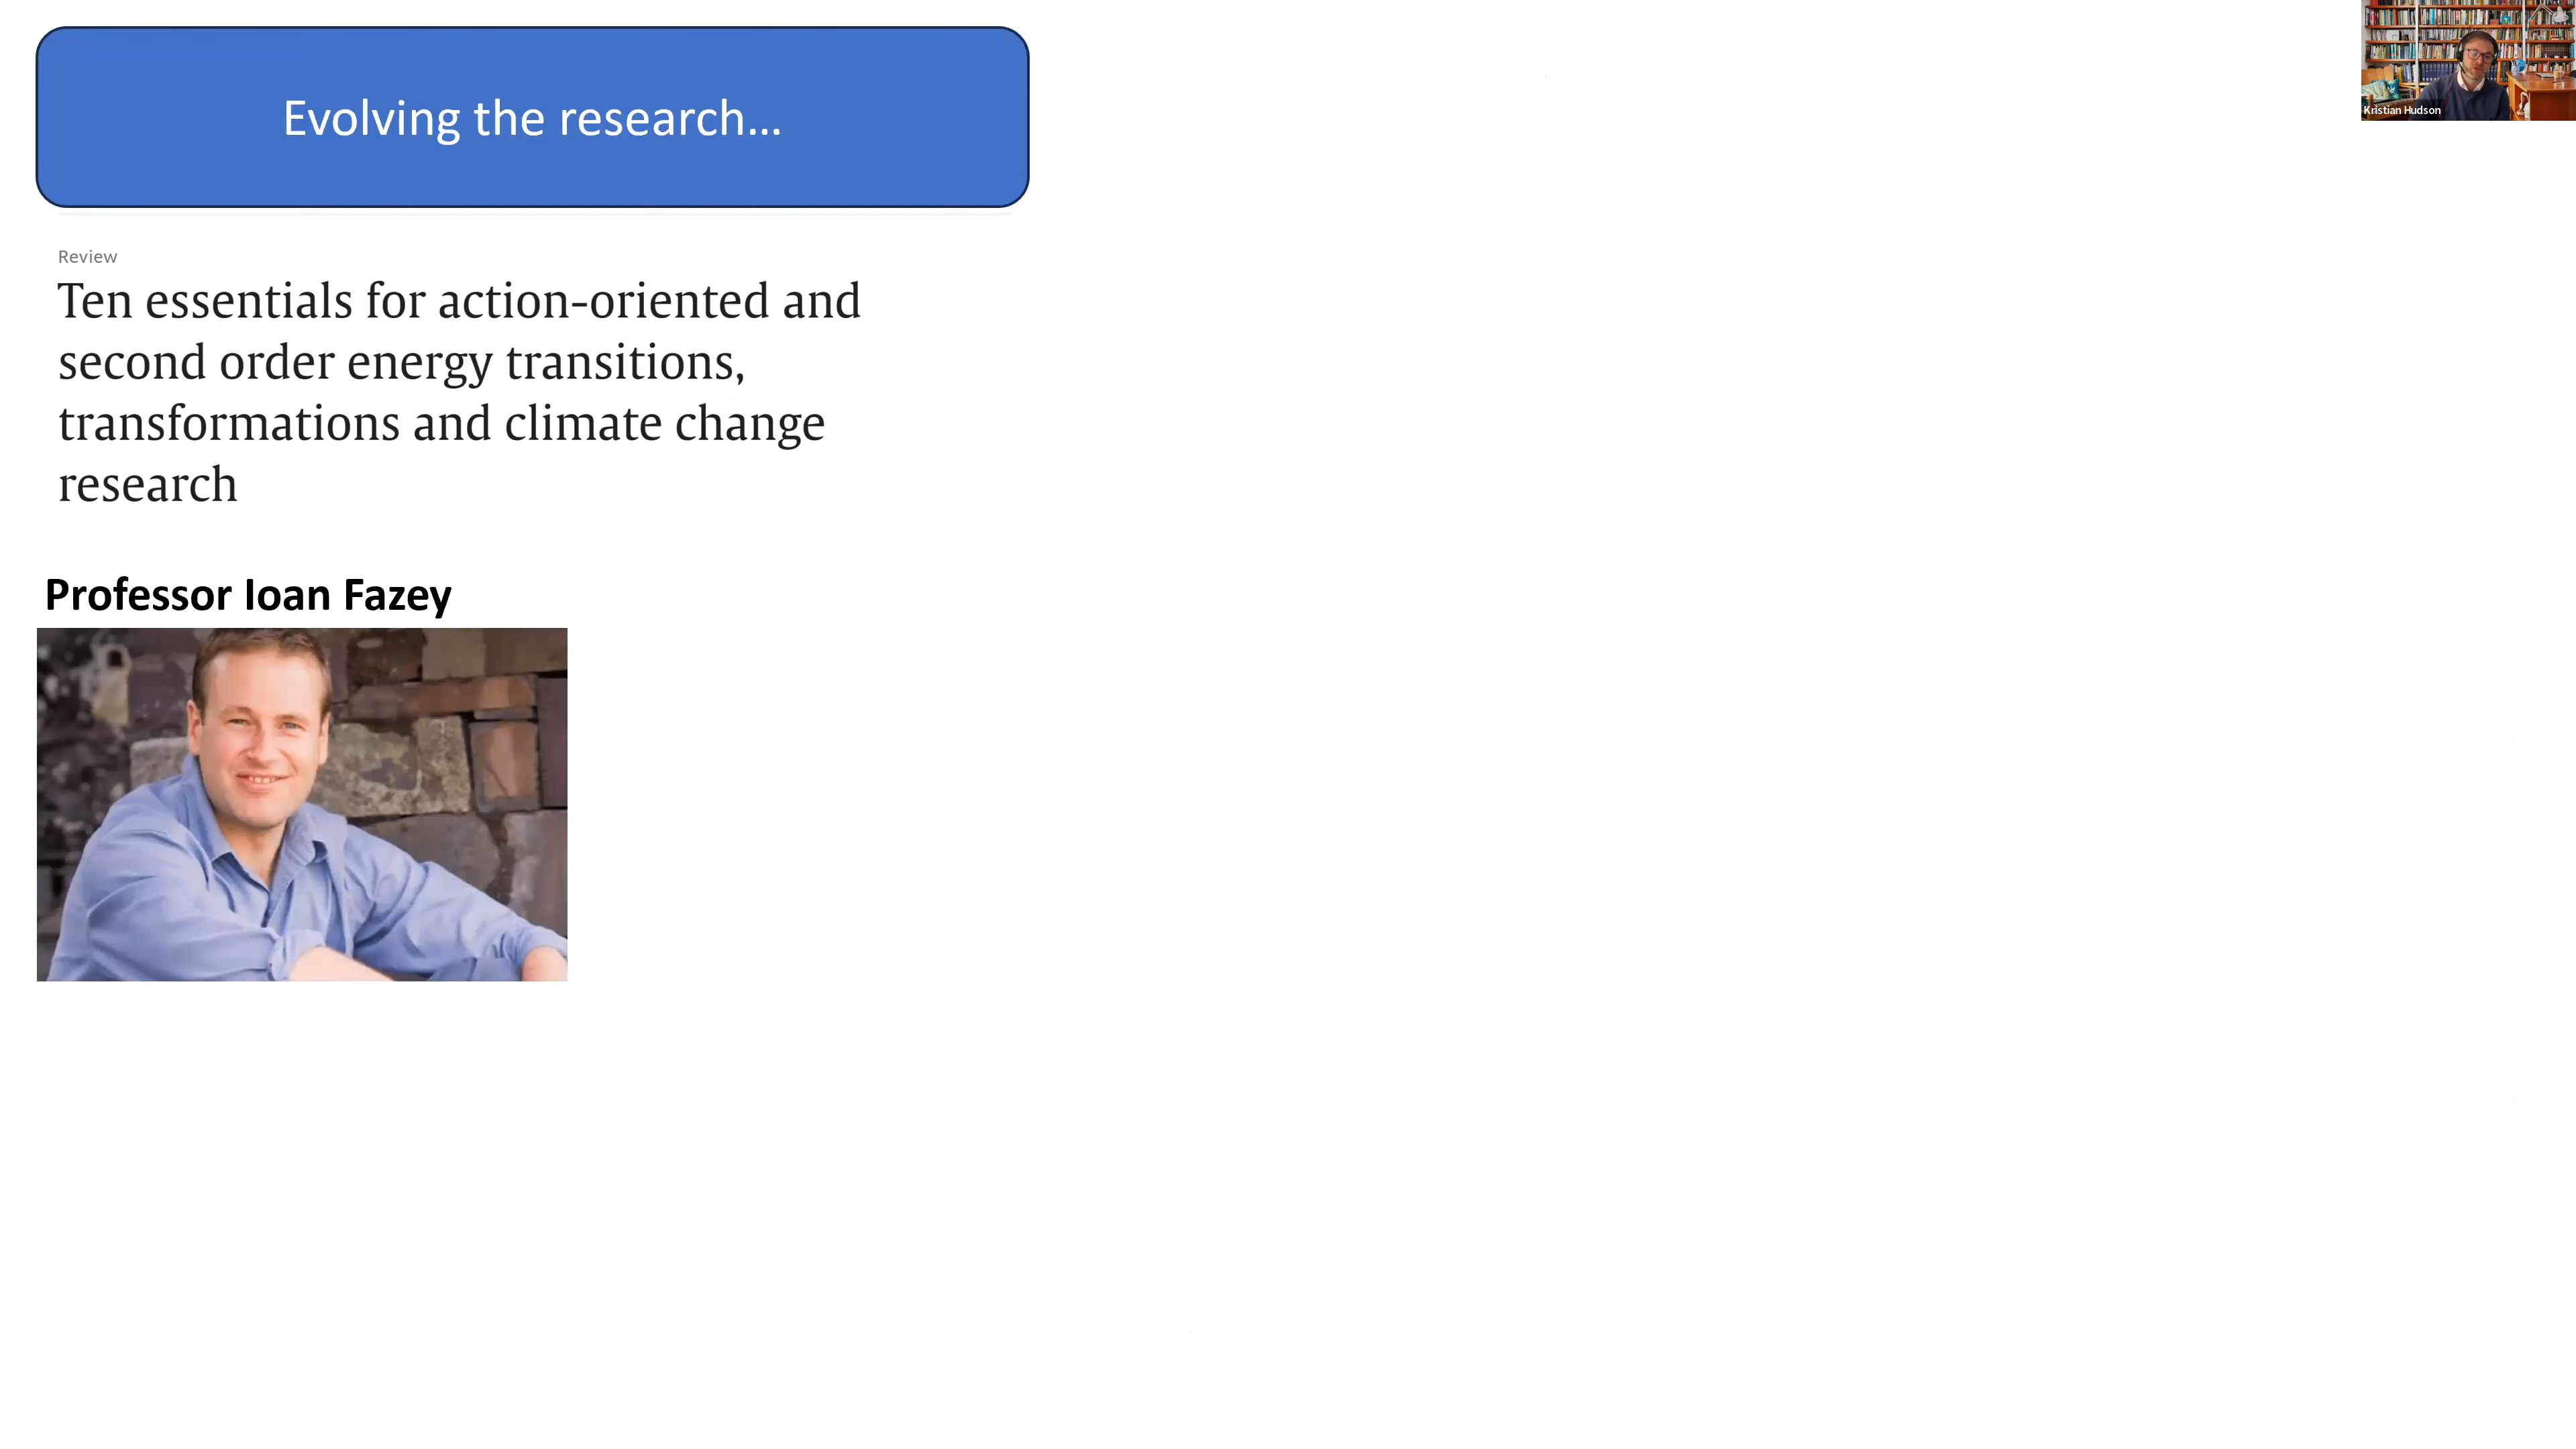 Evolving the research...
Kristian Hudson
Review
Ten essentials for action-oriented and
second order energy transitions,
transformations and climate change
research
Professor Ioan Fazey